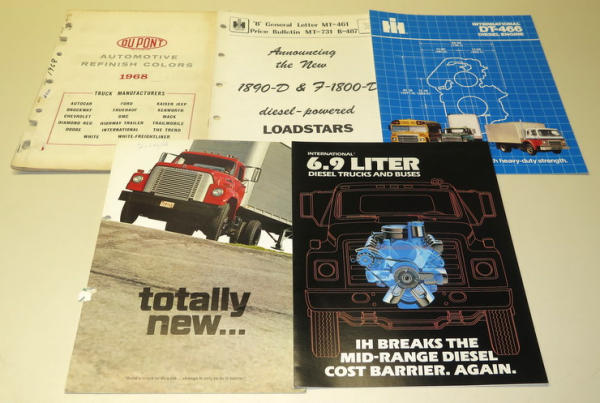 DU PONT
AUTOMOTIVE
REFINISH COLORS
1968
TRUCK MANUFACTURERS
AUTOCAR FORD KAISER JEEP
BROCKWAY FRUEHAUF KENWORTH
CHEVROLET GMC MACK
DIAMOND REO HIGHWAY TRAILER TRAILMOBILE
DODGE INTERNATIONAL THE TREND
WHITE WHITE-FREIGHTLINER
1968
"B" General Letter MT-461
Price Bulletin MT-731 B-467
Announcing
the New
1890-D & F-1800-D
diesel-powered
LOADSTARS
INTERNATIONAL
DT-466
DIESEL ENGINE
heavy-duty strength.
totally
new...
INTERNATIONAL
6.9 LITER
DIESEL TRUCKS AND BUSES
IH BREAKS THE
MID-RANGE DIESEL
COST BARRIER. AGAIN.